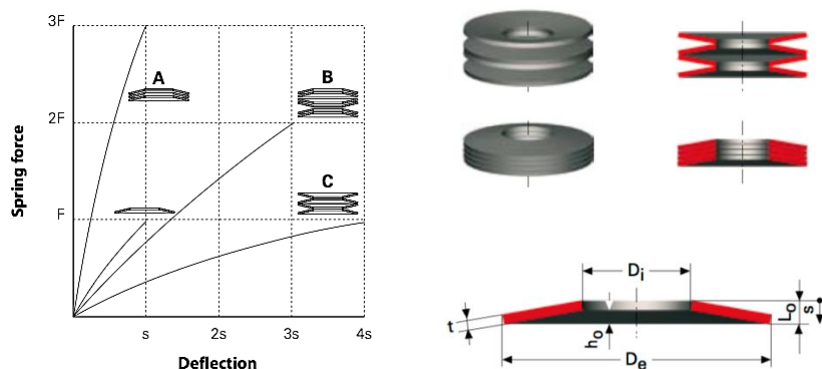 3F
2F
F
Spring force
A
B
C
s
2s
3s
4s
Deflection
Di
t
ho
Lo
s
De